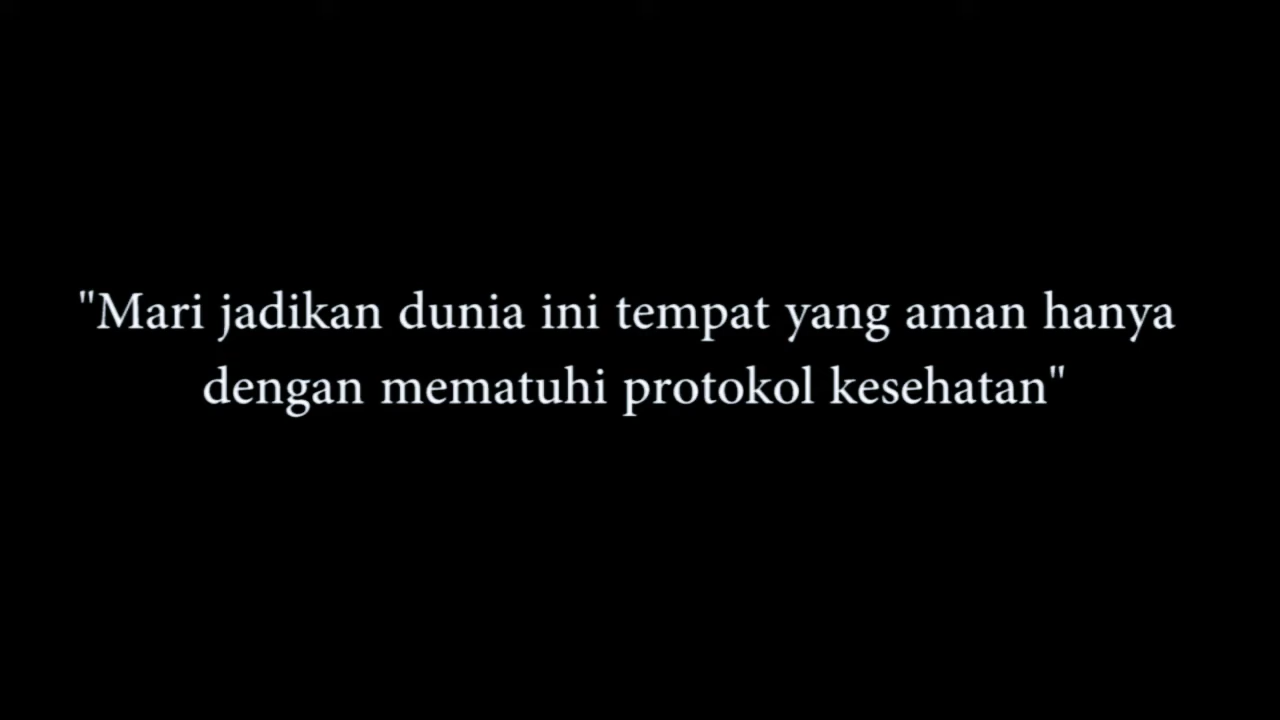 "Mari jadikan dunia ini tempat yang aman hanya
dengan mematuhi protokol kesehatan"